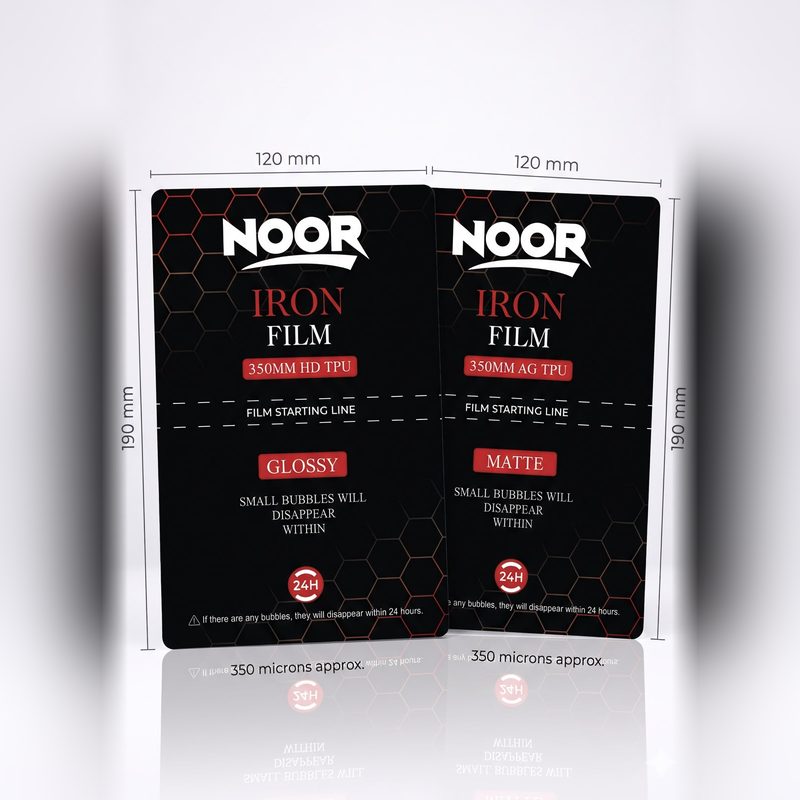 120 mm
120 mm
190 mm
190 mm
NOOR
IRON
FILM
350MM HD TPU
FILM STARTING LINE
GLOSSY
SMALL BUBBLES WILL
DISAPPEAR
WITHIN
24H
⚠ If there are any bubbles, they will disappear within 24 hours.
350 microns approx.
NOOR
IRON
FILM
350MM AG TPU
FILM STARTING LINE
MATTE
SMALL BUBBLES WILL
DISAPPEAR
WITHIN
24H
any bubbles, they will disappear within 24 hours.
350 microns approx.